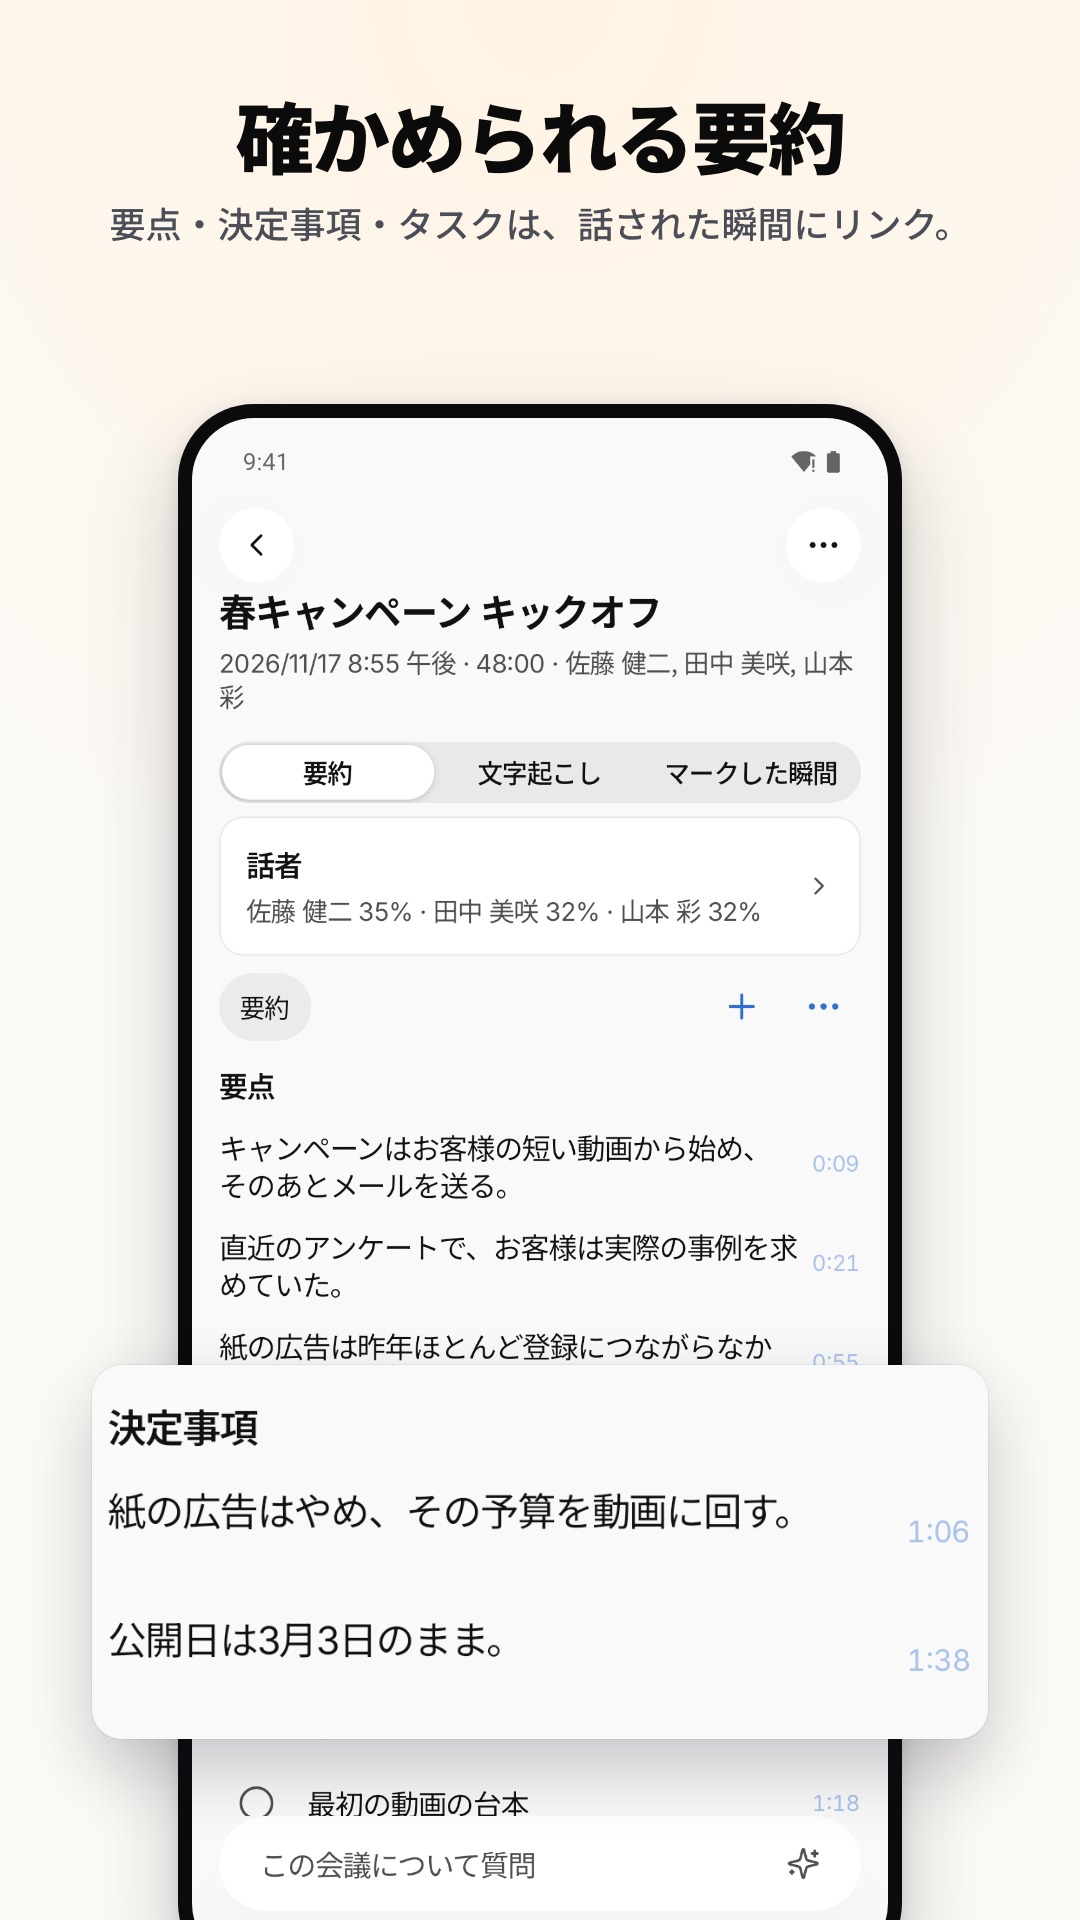 確かめられる要約
要点・決定事項・タスクは、話された瞬間にリンク。
9:41
春キャンペーン キックオフ
2026/11/17 8:55 午後 · 48:00 · 佐藤 健二, 田中 美咲, 山本
彩
要約
文字起こし
マークした瞬間
話者
佐藤 健二 35% · 田中 美咲 32% · 山本 彩 32%
要約
要点
キャンペーンはお客様の短い動画から始め、
そのあとメールを送る。
0:09
直近のアンケートで、お客様は実際の事例を求
めていた。
0:21
紙の広告は昨年ほとんど登録につながらなか
0:55
決定事項
紙の広告はやめ、その予算を動画に回す。
1:06
公開日は3月3日のまま。
1:38
最初の動画の台本
1:18
この会議について質問